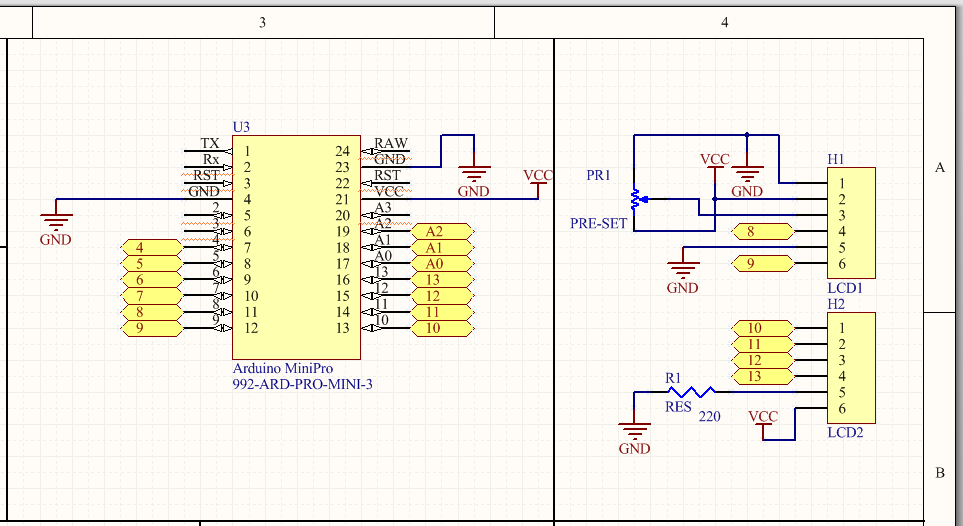 3
4
U3
TX 1 24 RAW
Rx 2 23 GND
RST 3 22 RST
GND 4 21 VCC
2 5 20 A3
3 6 19 A2 A2
4 4 7 18 A1 A1
5 5 8 17 A0 A0
6 6 9 16 13 13
7 7 10 15 12 12
8 8 11 14 11 11
9 9 12 13 10 10
GND
GND
VCC
Arduino MiniPro
992-ARD-PRO-MINI-3
PR1
PRE-SET
VCC
GND
H1
1
2
3
8 4
5
9 6
GND
LCD1
H2
10 1
11 2
12 3
13 4
5
6
R1
RES
220
VCC
GND
LCD2
A
B